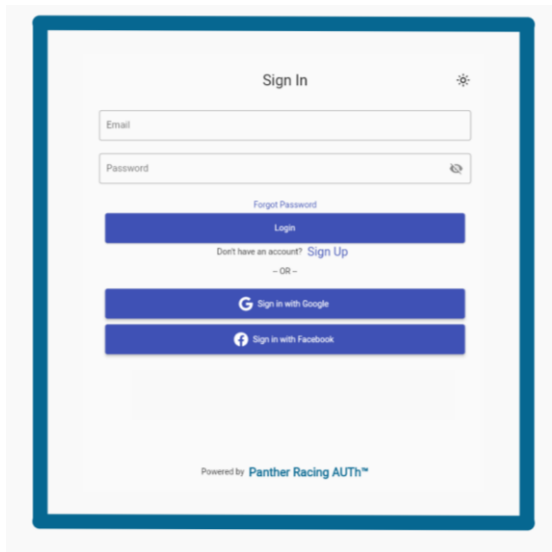 Sign In
Email
Password
Forgot Password
Login
Don't have an account? Sign Up
-- OR --
Sign in with Google
Sign in with Facebook
Powered by Panther Racing AUTh™